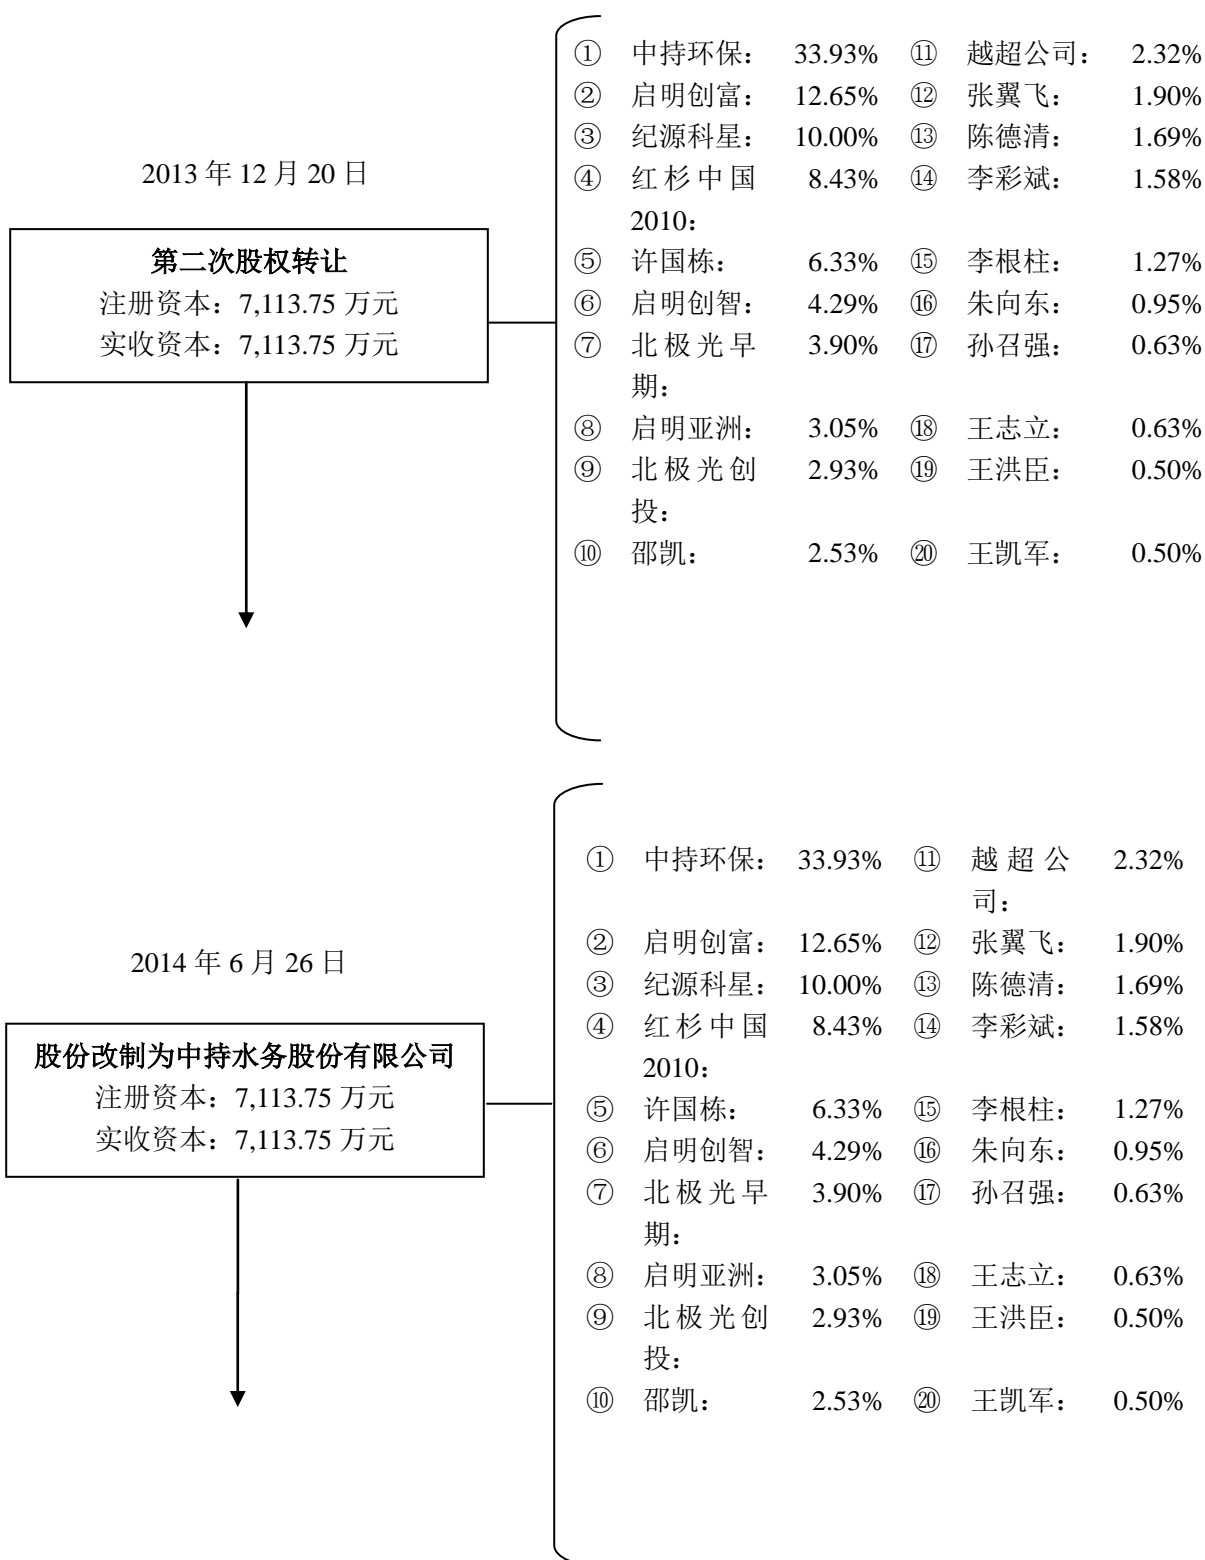 2013 年 12 月 20 日
第二次股权转让
注册资本：7,113.75 万元
实收资本：7,113.75 万元
① 中持环保： 33.93% ⑪ 越超公司： 2.32%
② 启明创富： 12.65% ⑫ 张翼飞： 1.90%
③ 纪源科星： 10.00% ⑬ 陈德清： 1.69%
④ 红杉中国 8.43% ⑭ 李彩斌： 1.58%
2010：
⑤ 许国栋： 6.33% ⑮ 李根柱： 1.27%
⑥ 启明创智： 4.29% ⑯ 朱向东： 0.95%
⑦ 北极光早 3.90% ⑰ 孙召强： 0.63%
期：
⑧ 启明亚洲： 3.05% ⑱ 王志立： 0.63%
⑨ 北极光创 2.93% ⑲ 王洪臣： 0.50%
投：
⑩ 邵凯： 2.53% ⑳ 王凯军： 0.50%
2014 年 6 月 26 日
股份改制为中持水务股份有限公司
注册资本：7,113.75 万元
实收资本：7,113.75 万元
① 中持环保： 33.93% ⑪ 越超公 2.32%
司：
② 启明创富： 12.65% ⑫ 张翼飞： 1.90%
③ 纪源科星： 10.00% ⑬ 陈德清： 1.69%
④ 红杉中国 8.43% ⑭ 李彩斌： 1.58%
2010：
⑤ 许国栋： 6.33% ⑮ 李根柱： 1.27%
⑥ 启明创智： 4.29% ⑯ 朱向东： 0.95%
⑦ 北极光早 3.90% ⑰ 孙召强： 0.63%
期：
⑧ 启明亚洲： 3.05% ⑱ 王志立： 0.63%
⑨ 北极光创 2.93% ⑲ 王洪臣： 0.50%
投：
⑩ 邵凯： 2.53% ⑳ 王凯军： 0.50%